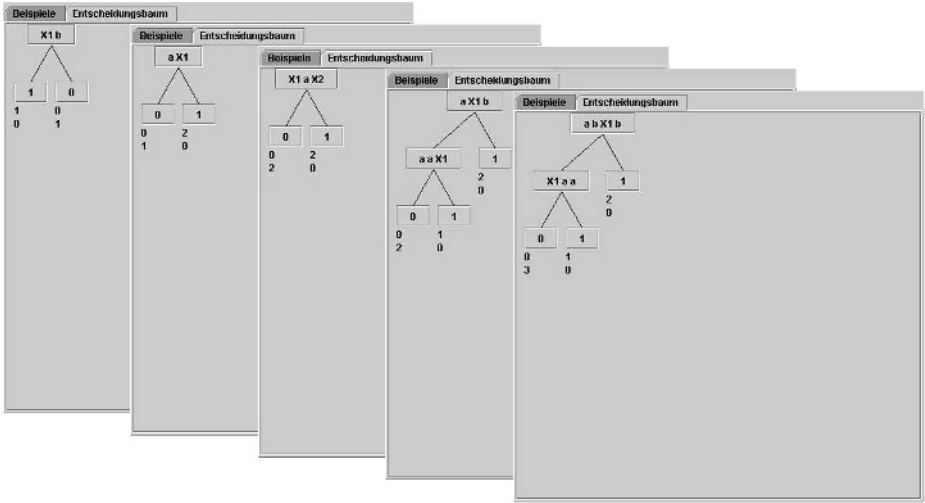 Beispiele Entscheidungsbaum
X1 b
1 0
1 0
0 1
Beispiele Entscheidungsbaum
a X1
0 1
0 2
1 0
Beispiele Entscheidungsbaum
X1 a X2
0 1
0 2
2 0
Beispiele Entscheidungsbaum
a X1 b
a a X1 1
2
0
0 1
0 1
2 0
Beispiele Entscheidungsbaum
a b X1 b
X1 a a 1
2
0
0 1
0 1
3 0